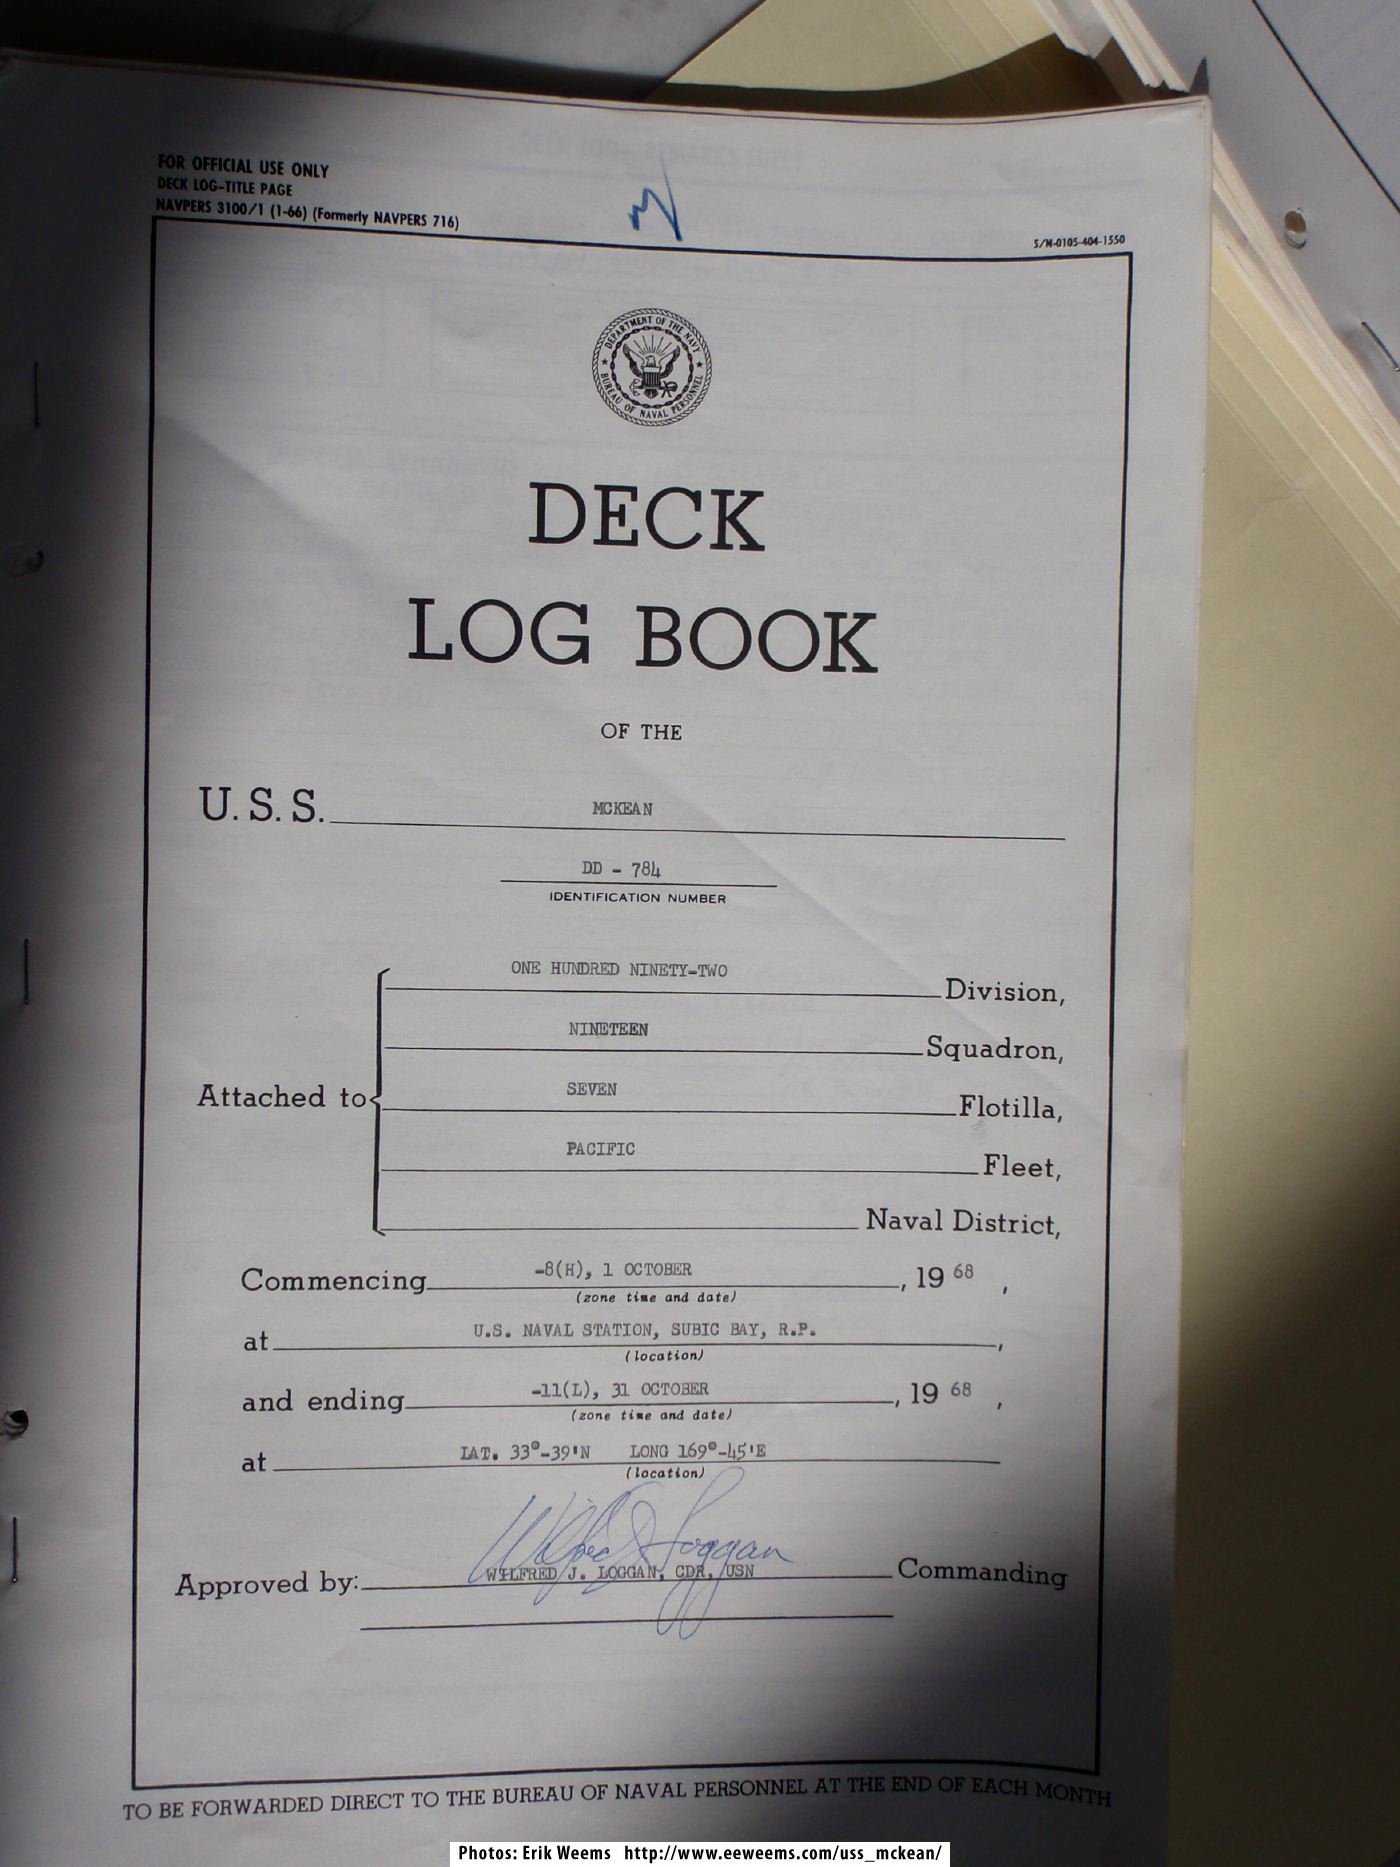 FOR OFFICIAL USE ONLY
DECK LOG-TITLE PAGE
NAVPERS 3100/1 (1-66) (Formerly NAVPERS 716)
S/N-0105-404-1550
DEPARTMENT OF THE NAVY
BUREAU OF NAVAL PERSONNEL
DECK
LOG BOOK
OF THE
U.S.S. MCKEAN
DD - 784
IDENTIFICATION NUMBER
ONE HUNDRED NINETY-TWO Division,
NINETEEN Squadron,
Attached to SEVEN Flotilla,
PACIFIC Fleet,
Naval District,
Commencing -8(H), 1 OCTOBER, 19 68,
(zone time and date)
at U.S. NAVAL STATION, SUBIC BAY, R.P.,
(location)
and ending -11(L), 31 OCTOBER, 19 68,
(zone time and date)
at LAT. 33°-39'N LONG 169°-45'E
(location)
Wilfred J Loggan
Approved by: WILFRED J. LOGGAN, CDR, USN Commanding
TO BE FORWARDED DIRECT TO THE BUREAU OF NAVAL PERSONNEL AT THE END OF EACH MONTH
Photos: Erik Weems http://www.eeweems.com/uss_mckean/